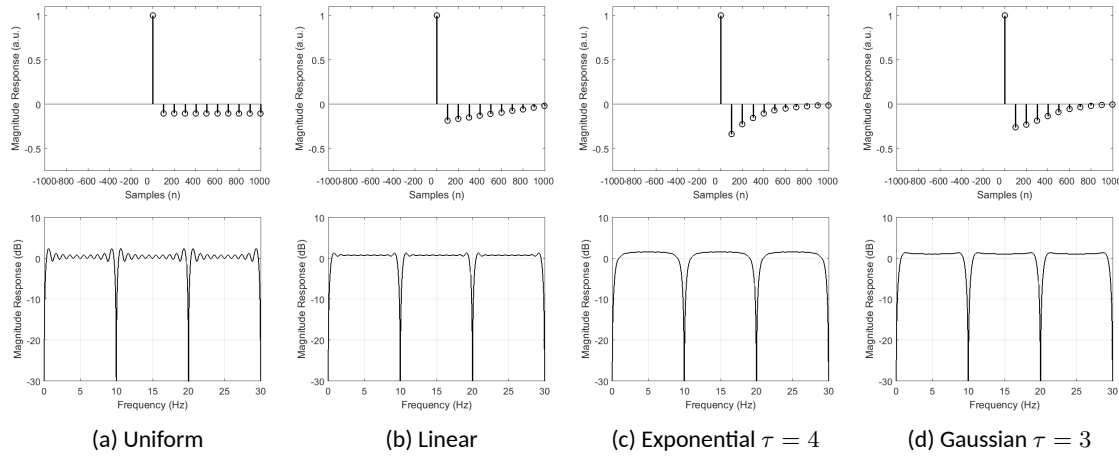 Magnitude Response (a.u.)
1
0.5
0
-0.5
-1000-800 -600 -400 -200 0 200 400 600 800 1000
Samples (n)
Magnitude Response (a.u.)
1
0.5
0
-0.5
-1000-800 -600 -400 -200 0 200 400 600 800 1000
Samples (n)
Magnitude Response (a.u.)
1
0.5
0
-0.5
-1000-800 -600 -400 -200 0 200 400 600 800 1000
Samples (n)
Magnitude Response (a.u.)
1
0.5
0
-0.5
-1000-800 -600 -400 -200 0 200 400 600 800 1000
Samples (n)
Magnitude Response (dB)
10
0
-10
-20
-30
0 5 10 15 20 25 30
Frequency (Hz)
Magnitude Response (dB)
10
0
-10
-20
-30
0 5 10 15 20 25 30
Frequency (Hz)
Magnitude Response (dB)
10
0
-10
-20
-30
0 5 10 15 20 25 30
Frequency (Hz)
Magnitude Response (dB)
10
0
-10
-20
-30
0 5 10 15 20 25 30
Frequency (Hz)
(a) Uniform
(b) Linear
(c) Exponential τ = 4
(d) Gaussian τ = 3